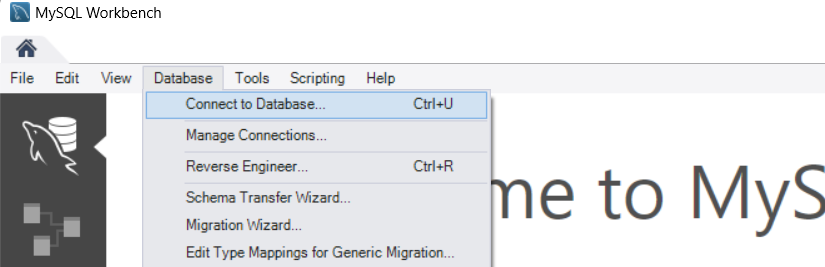 MySQL Workbench
File Edit View Database Tools Scripting Help
Connect to Database... Ctrl+U
Manage Connections...
Reverse Engineer... Ctrl+R
me to MyS
Schema Transfer Wizard...
Migration Wizard...
Edit Type Mappings for Generic Migration...